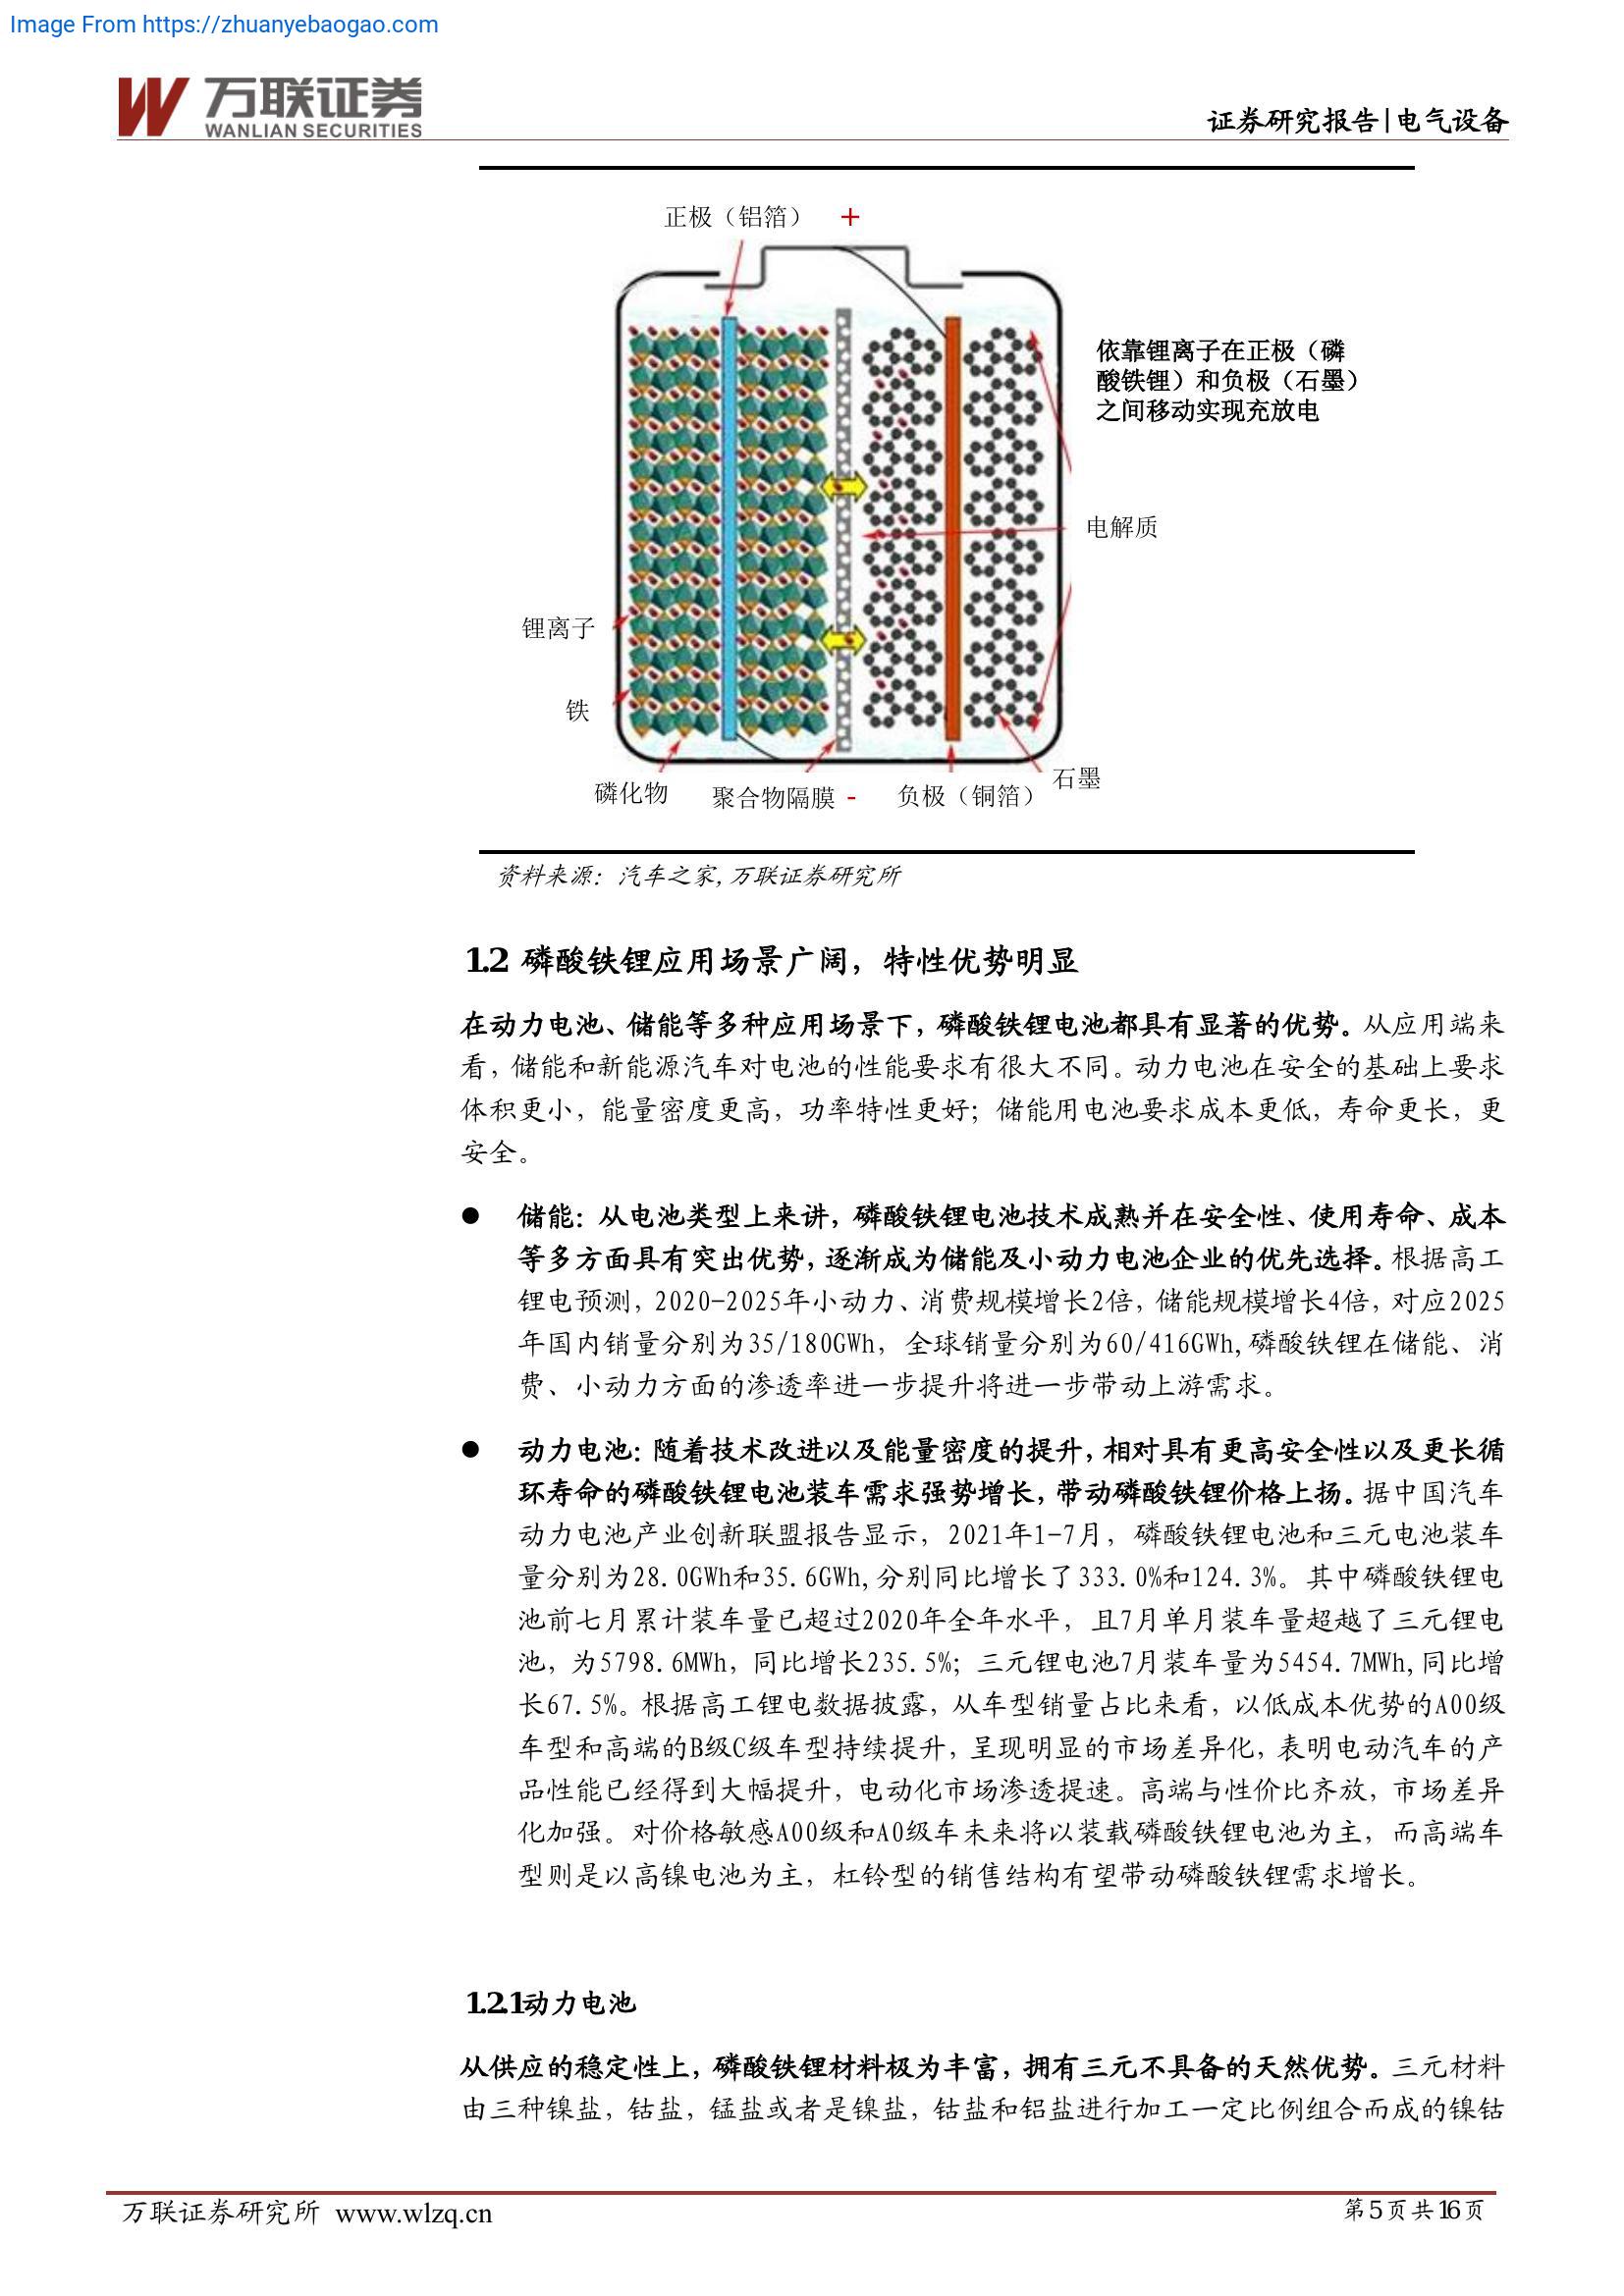 Image From https://zhuanyebaogao.com
万联证券
WANLIAN SECURITIES
证券研究报告|电气设备
正极（铝箔） +
依靠锂离子在正极（磷
酸铁锂）和负极（石墨）
之间移动实现充放电
电解质
锂离子
铁
磷化物
聚合物隔膜 -
负极（铜箔）
石墨
资料来源：汽车之家,万联证券研究所
1.2 磷酸铁锂应用场景广阔，特性优势明显
在动力电池、储能等多种应用场景下，磷酸铁锂电池都具有显著的优势。从应用端来
看，储能和新能源汽车对电池的性能要求有很大不同。动力电池在安全的基础上要求
体积更小，能量密度更高，功率特性更好；储能用电池要求成本更低，寿命更长，更
安全。
● 储能：从电池类型上来讲，磷酸铁锂电池技术成熟并在安全性、使用寿命、成本
等多方面具有突出优势，逐渐成为储能及小动力电池企业的优先选择。根据高工
锂电预测，2020-2025年小动力、消费规模增长2倍，储能规模增长4倍，对应2025
年国内销量分别为35/180GWh，全球销量分别为60/416GWh,磷酸铁锂在储能、消
费、小动力方面的渗透率进一步提升将进一步带动上游需求。
● 动力电池：随着技术改进以及能量密度的提升，相对具有更高安全性以及更长循
环寿命的磷酸铁锂电池装车需求强势增长，带动磷酸铁锂价格上扬。据中国汽车
动力电池产业创新联盟报告显示，2021年1-7月，磷酸铁锂电池和三元电池装车
量分别为28.0GWh和35.6GWh,分别同比增长了333.0%和124.3%。其中磷酸铁锂电
池前七月累计装车量已超过2020年全年水平，且7月单月装车量超越了三元锂电
池，为5798.6MWh，同比增长235.5%；三元锂电池7月装车量为5454.7MWh,同比增
长67.5%。根据高工锂电数据披露，从车型销量占比来看，以低成本优势的A00级
车型和高端的B级C级车型持续提升，呈现明显的市场差异化，表明电动汽车的产
品性能已经得到大幅提升，电动化市场渗透提速。高端与性价比齐放，市场差异
化加强。对价格敏感A00级和A0级车未来将以装载磷酸铁锂电池为主，而高端车
型则是以高镍电池为主，杠铃型的销售结构有望带动磷酸铁锂需求增长。
1.2.1动力电池
从供应的稳定性上，磷酸铁锂材料极为丰富，拥有三元不具备的天然优势。三元材料
由三种镍盐，钴盐，锰盐或者是镍盐，钴盐和铝盐进行加工一定比例组合而成的镍钴
万联证券研究所 www.wlzq.cn
第5页共16页